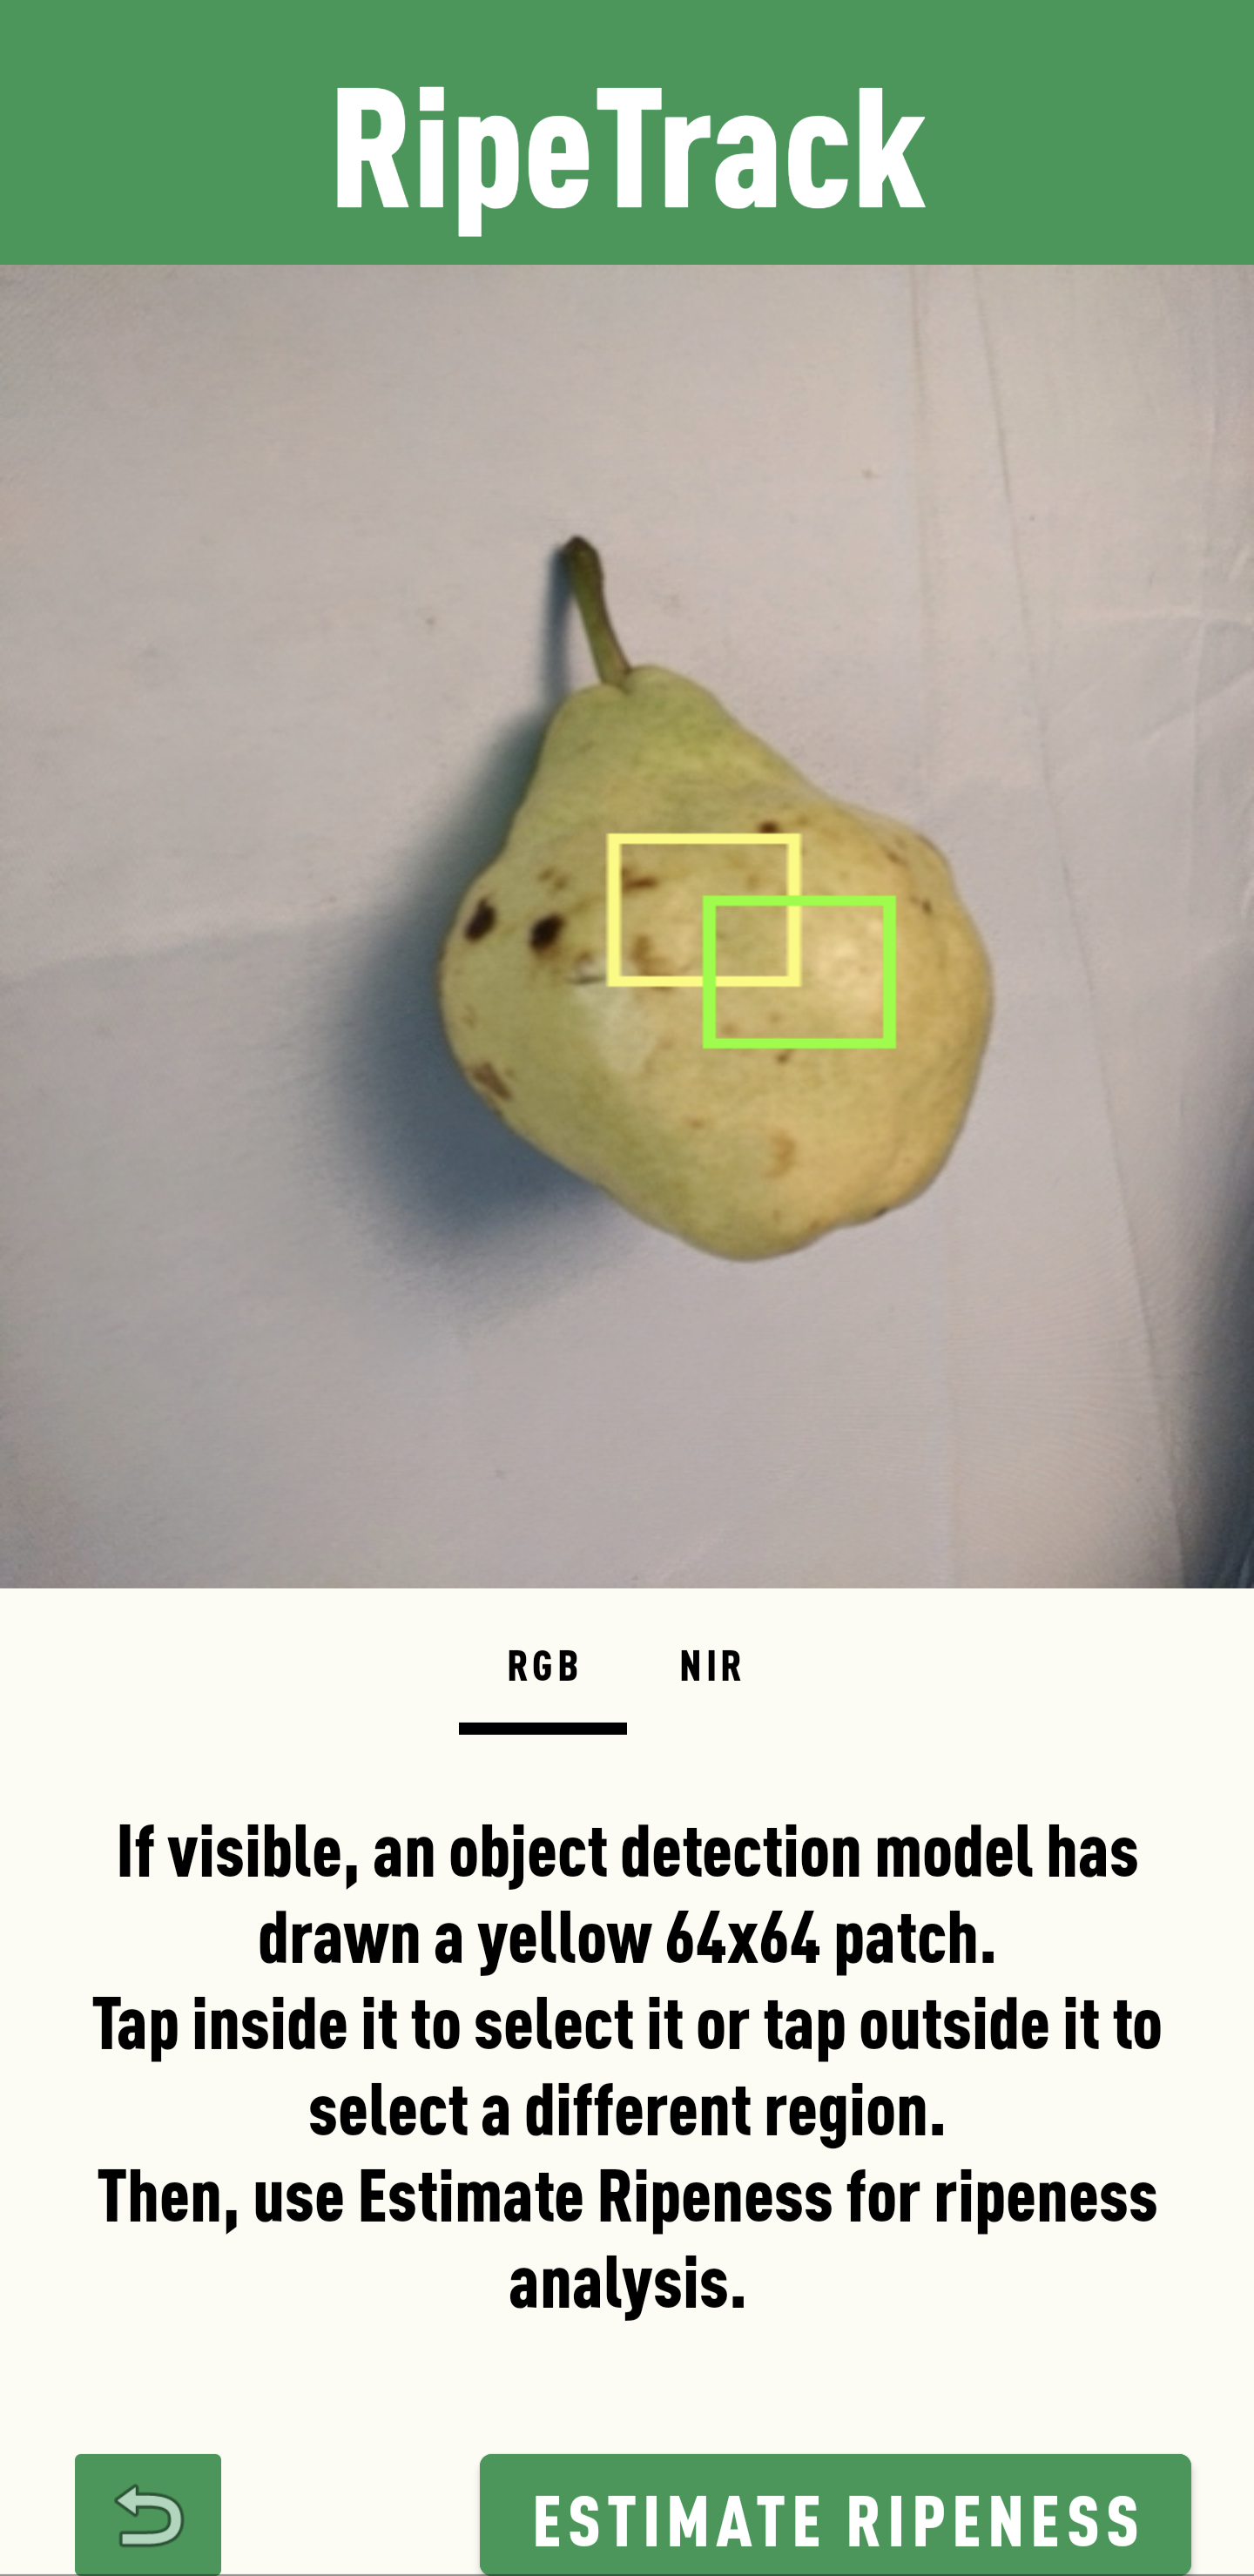 RipeTrack
RGB NIR
If visible, an object detection model has
drawn a yellow 64x64 patch.
Tap inside it to select it or tap outside it to
select a different region.
Then, use Estimate Ripeness for ripeness
analysis.
ESTIMATE RIPENESS